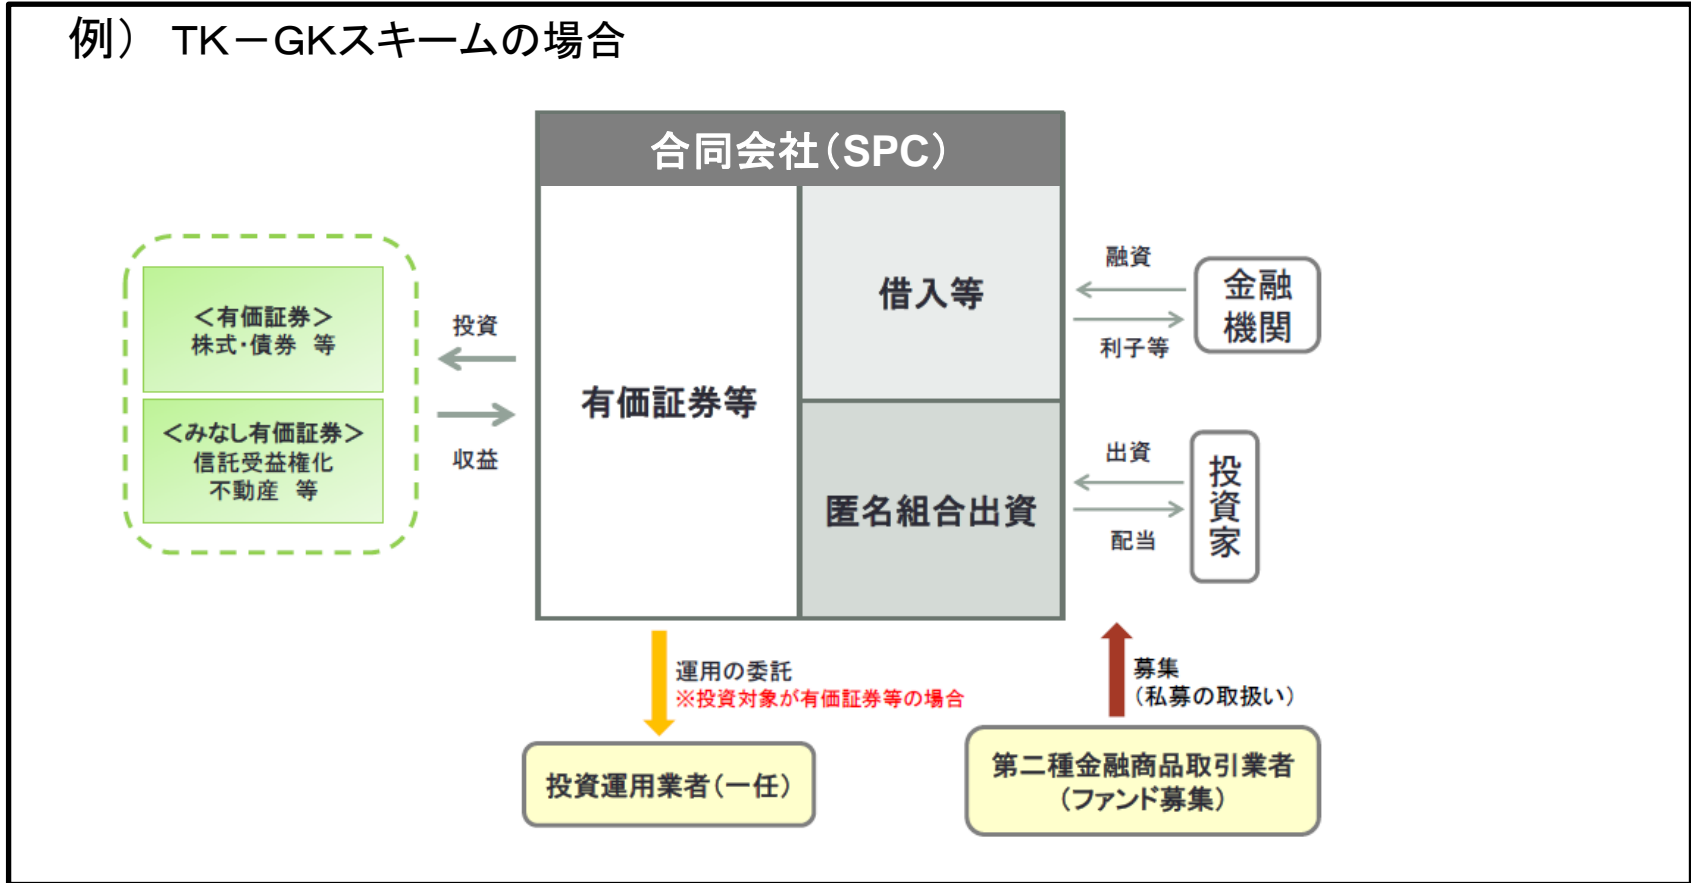 例） TK－GKスキームの場合
合同会社（SPC）
有価証券等
借入等
匿名組合出資
＜有価証券＞
株式・債券　等
＜みなし有価証券＞
信託受益権化
不動産　等
投資
収益
融資
利子等
金融
機関
出資
配当
投
資
家
運用の委託
※投資対象が有価証券等の場合
募集
（私募の取扱い）
投資運用業者（一任）
第二種金融商品取引業者
（ファンド募集）